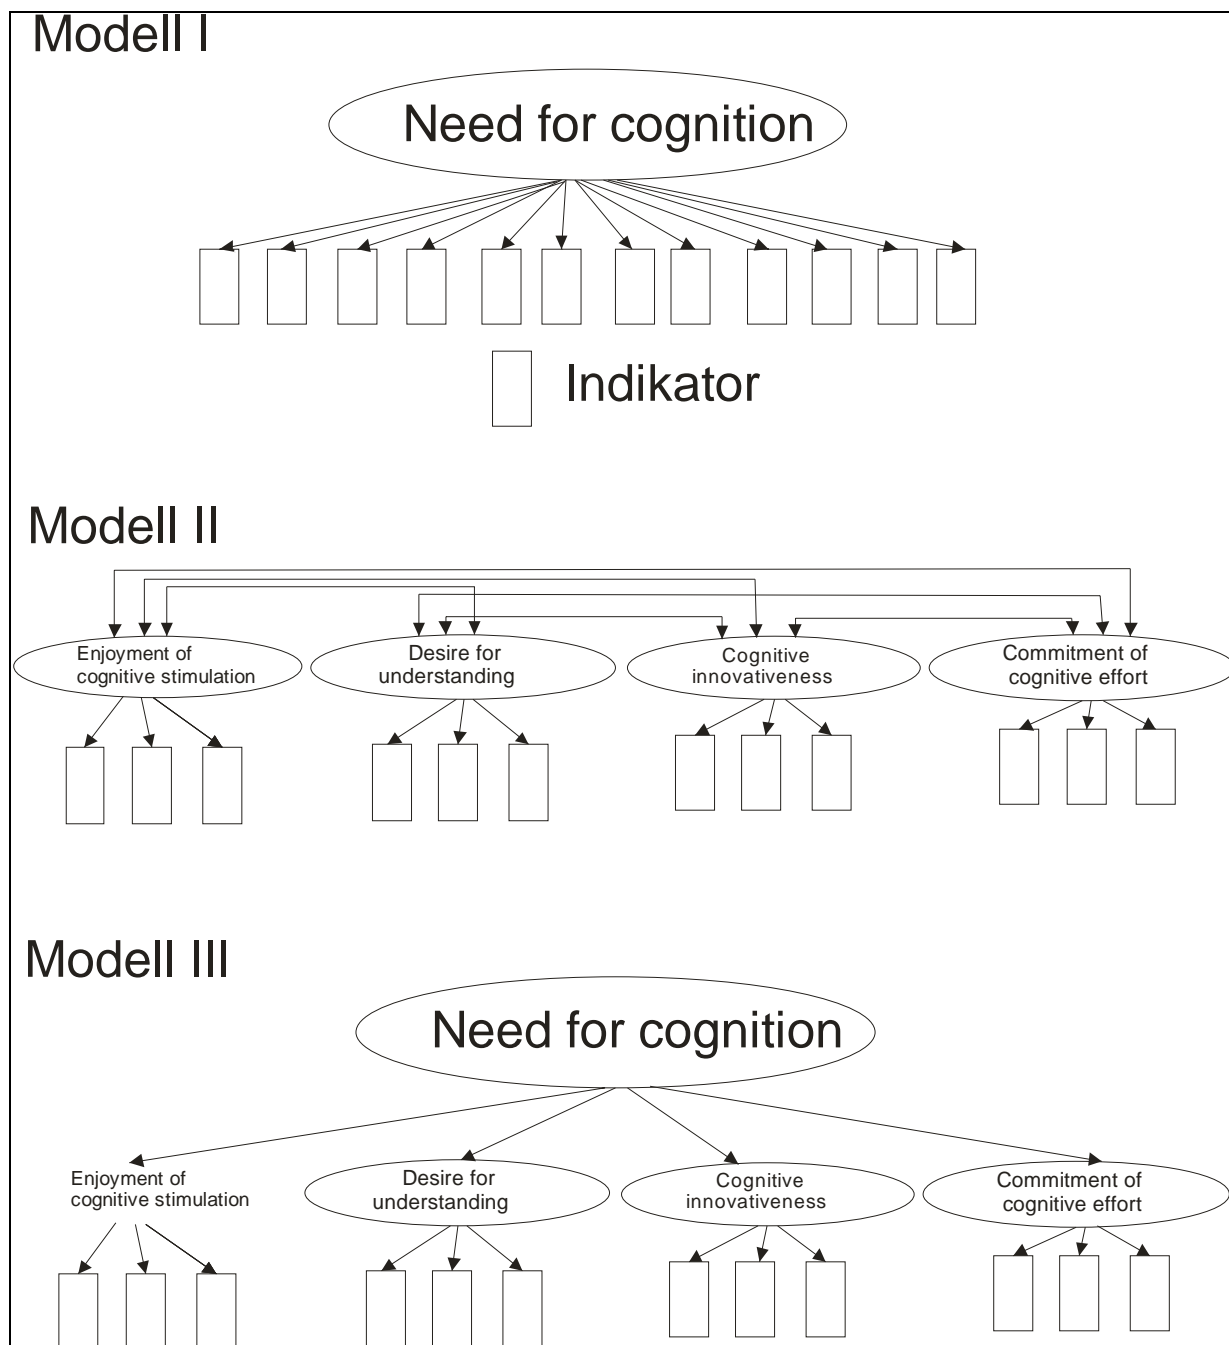 Modell I
Need for cognition
Indikator
Modell II
Enjoyment of
cognitive stimulation
Desire for
understanding
Cognitive
innovativeness
Commitment of
cognitive effort
Modell III
Need for cognition
Enjoyment of
cognitive stimulation
Desire for
understanding
Cognitive
innovativeness
Commitment of
cognitive effort